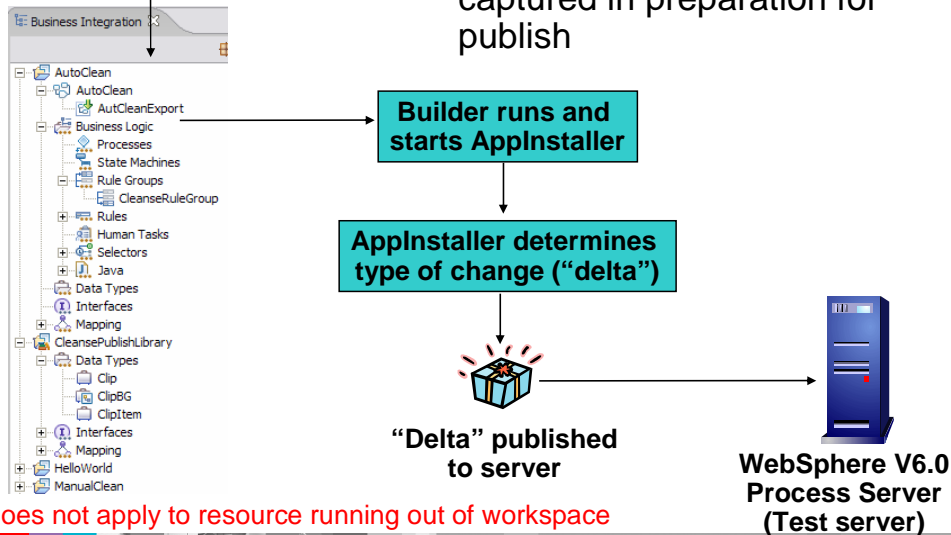 captured in preparation for
publish
Business Integration
AutoClean
AutoClean
AutCleanExport
Business Logic
Processes
State Machines
Rule Groups
CleanseRuleGroup
Rules
Human Tasks
Selectors
Java
Data Types
Interfaces
Mapping
CleansePublishLibrary
Data Types
Clip
ClipBG
ClipItem
Interfaces
Mapping
HelloWorld
ManualClean
Builder runs and
starts AppInstaller
AppInstaller determines
type of change (“delta”)
“Delta” published
to server
WebSphere V6.0
Process Server
(Test server)
oes not apply to resource running out of workspace